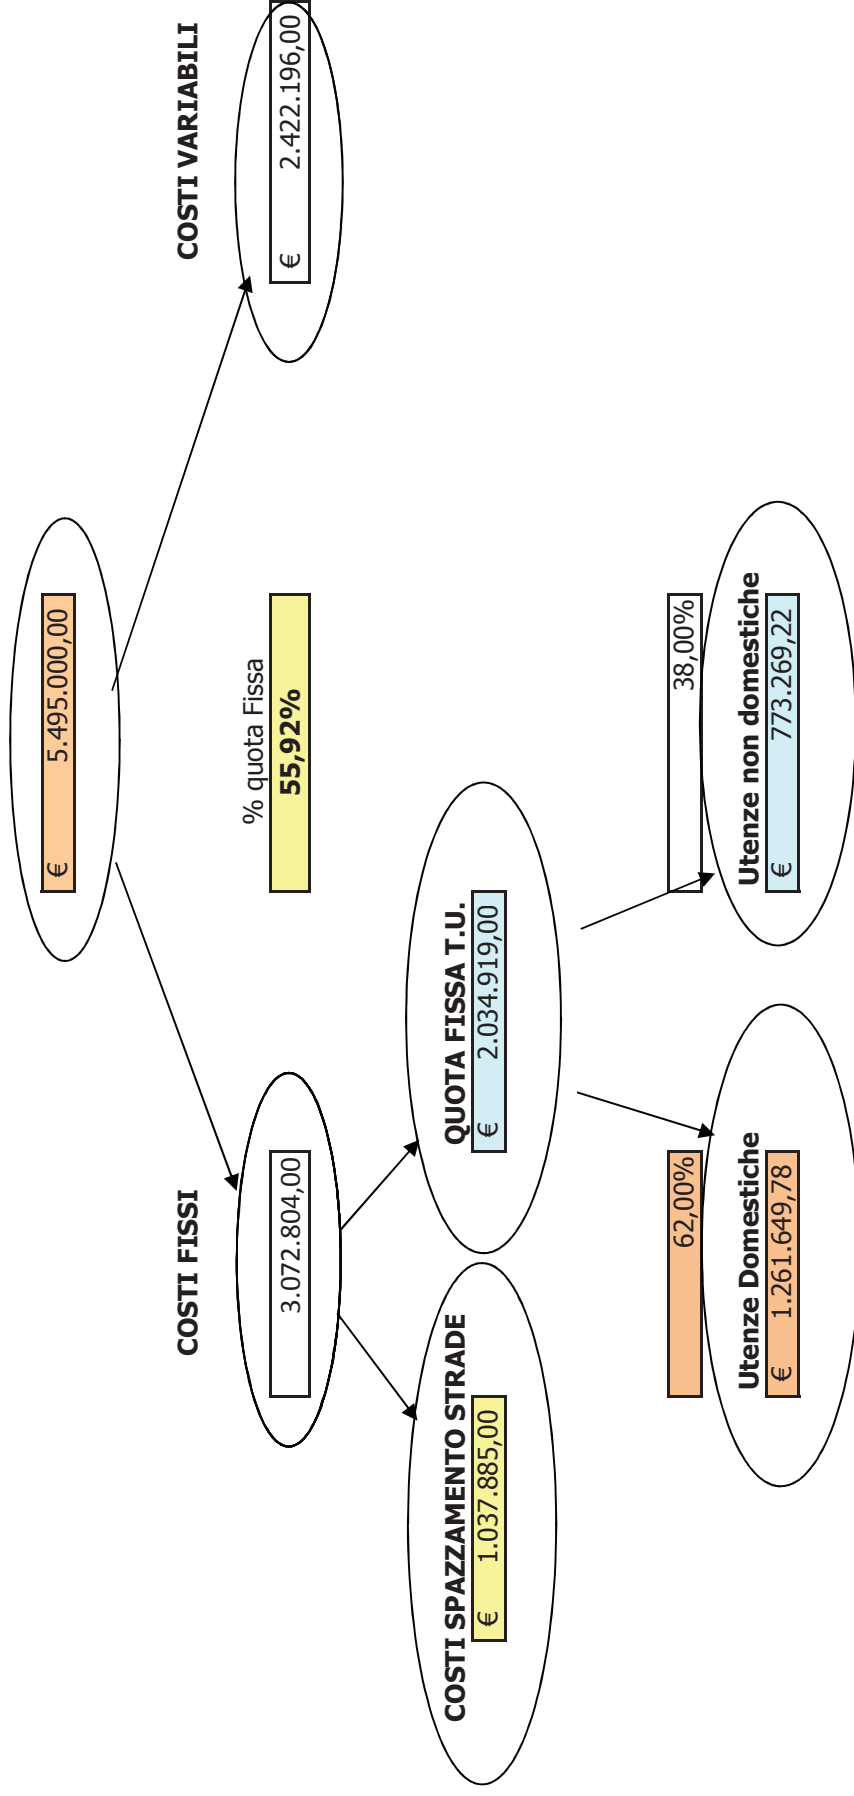 € 5.495.000,00
COSTI FISSI
COSTI VARIABILI
% quota Fissa
3.072.804,00
55,92%
€ 2.422.196,00
COSTI SPAZZAMENTO STRADE
QUOTA FISSA T.U.
€ 1.037.885,00
€ 2.034.919,00
62,00%
38,00%
Utenze Domestiche
Utenze non domestiche
€ 1.261.649,78
€ 773.269,22